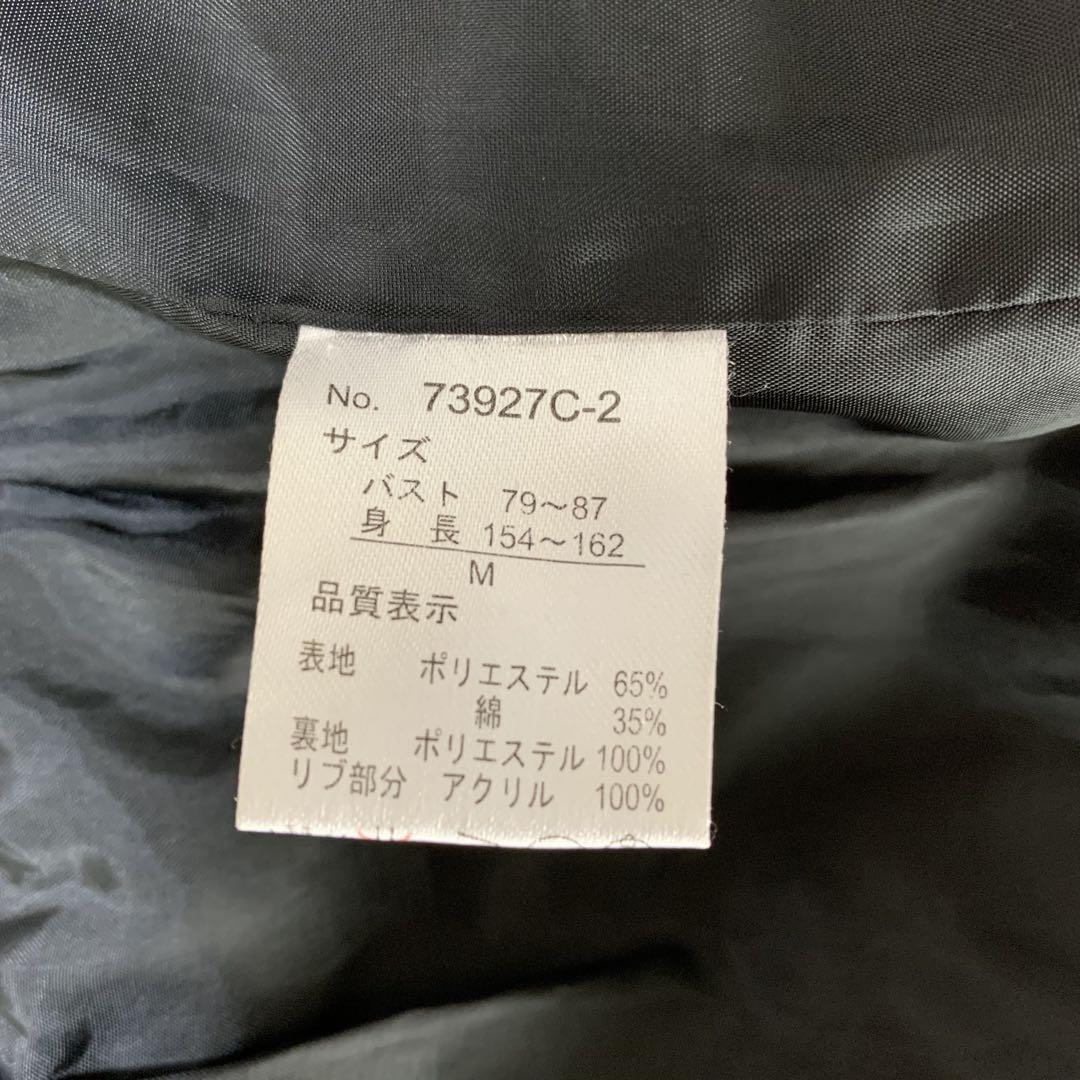 No. 73927C-2
サイズ
バスト 79～87
身 長 154～162
M
品質表示
表地 ポリエステル 65%
綿 35%
裏地 ポリエステル 100%
リブ部分 アクリル 100%